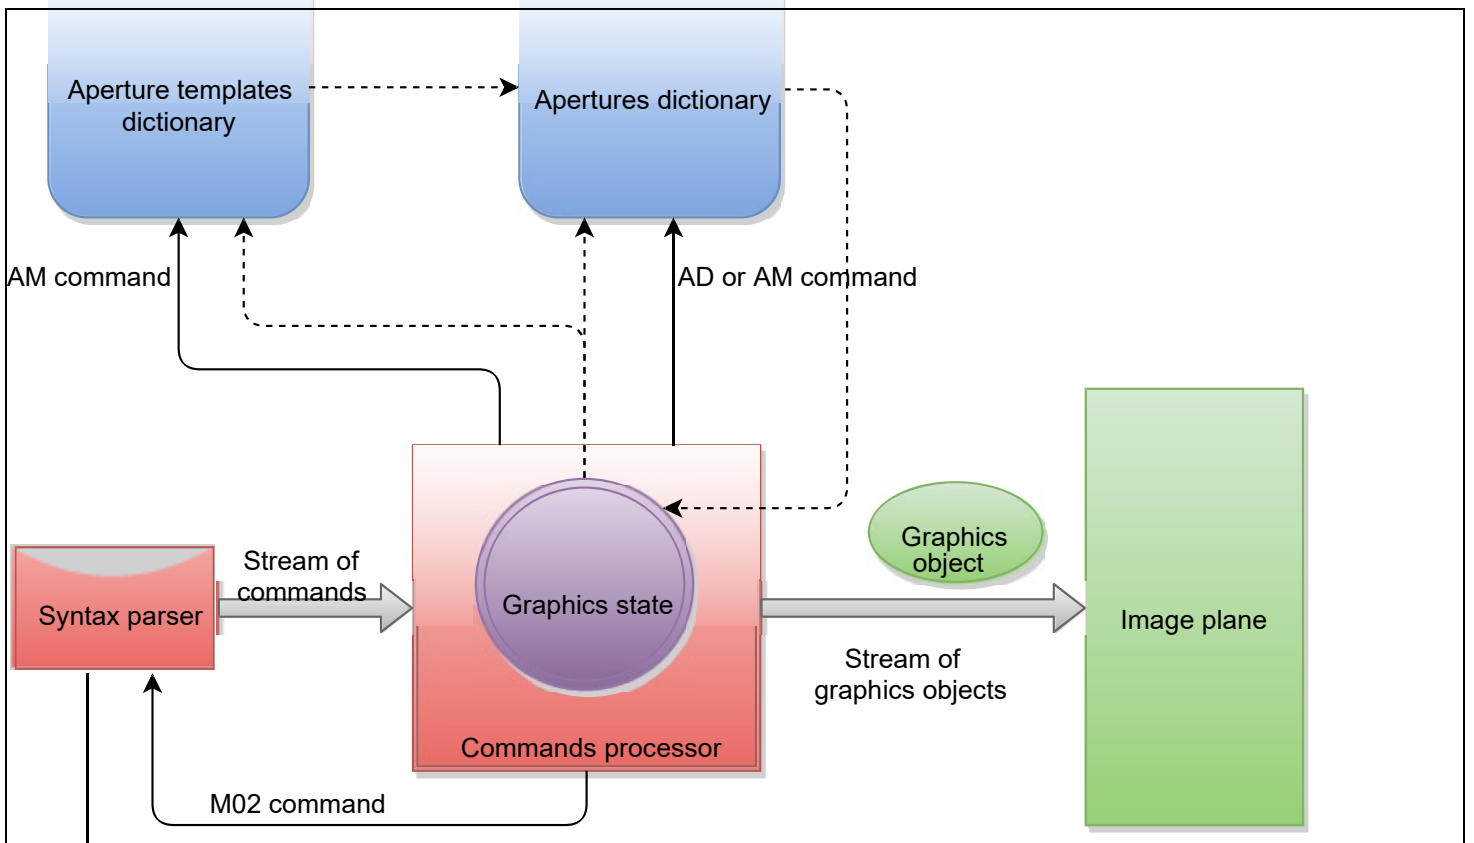 Aperture templates
dictionary
Apertures dictionary
AM command
AD or AM command
Graphics
object
Stream of
commands
Syntax parser
Graphics state
Image plane
Stream of
graphics objects
Commands processor
M02 command